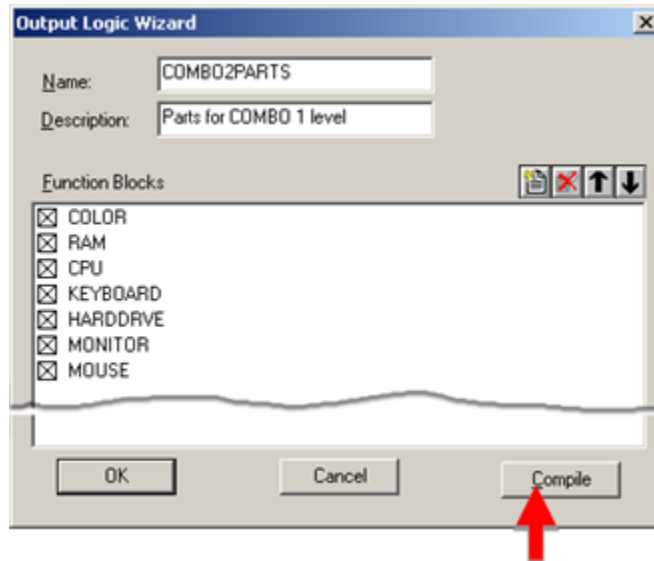 Output Logic Wizard
Name: COMBO2PARTS
Description: Parts for COMBO 1 level
Function Blocks
COLOR
RAM
CPU
KEYBOARD
HARDDRVE
MONITOR
MOUSE
OK Cancel Compile